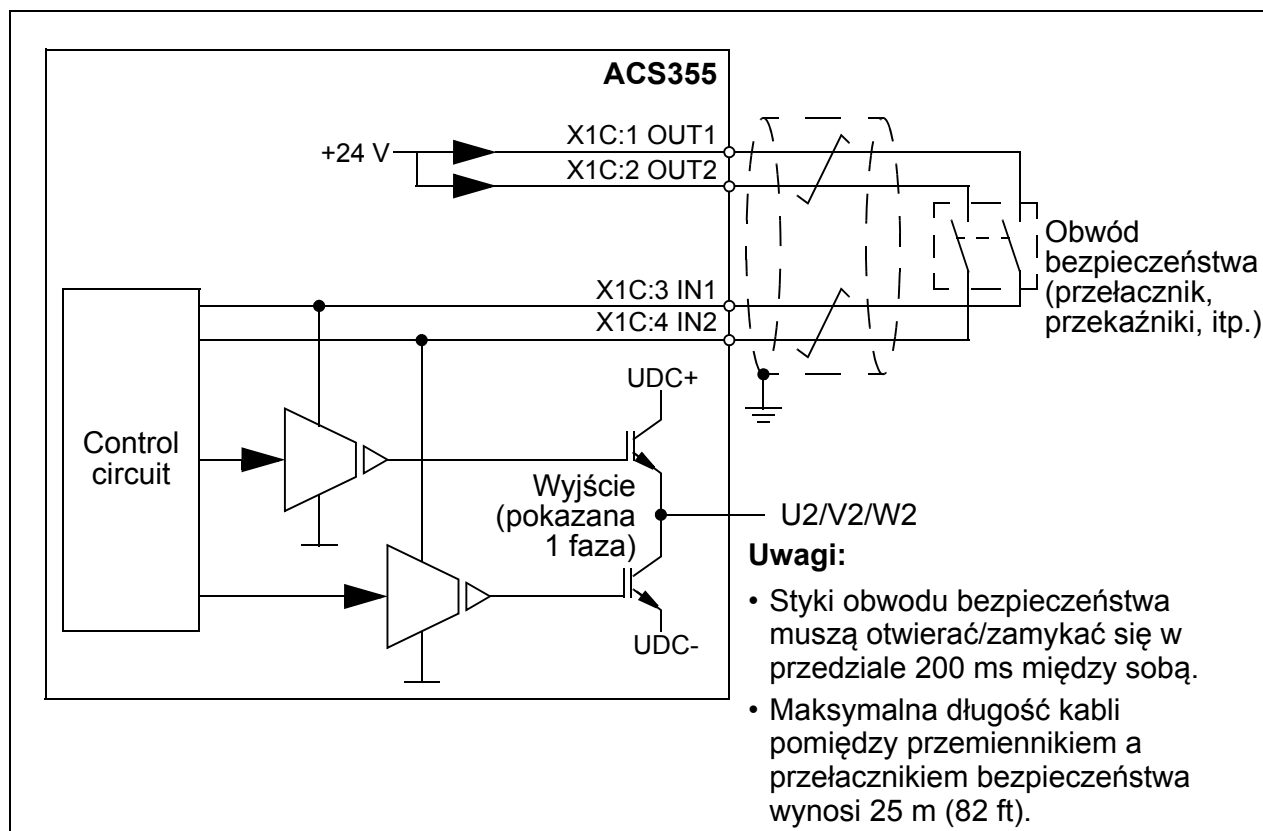 ACS355
X1C:1 OUT1
+24 V
X1C:2 OUT2
Obwód
bezpieczeństwa
(przełacznik,
przekaźniki, itp.)
X1C:3 IN1
X1C:4 IN2
UDC+
Control
circuit
Wyjście
(pokazana
1 faza)
U2/V2/W2
UDC-
Uwagi:
• Styki obwodu bezpieczeństwa
muszą otwierać/zamykać się w
przedziale 200 ms między sobą.
• Maksymalna długość kabli
pomiędzy przemiennikiem a
przełacznikiem bezpieczeństwa
wynosi 25 m (82 ft).